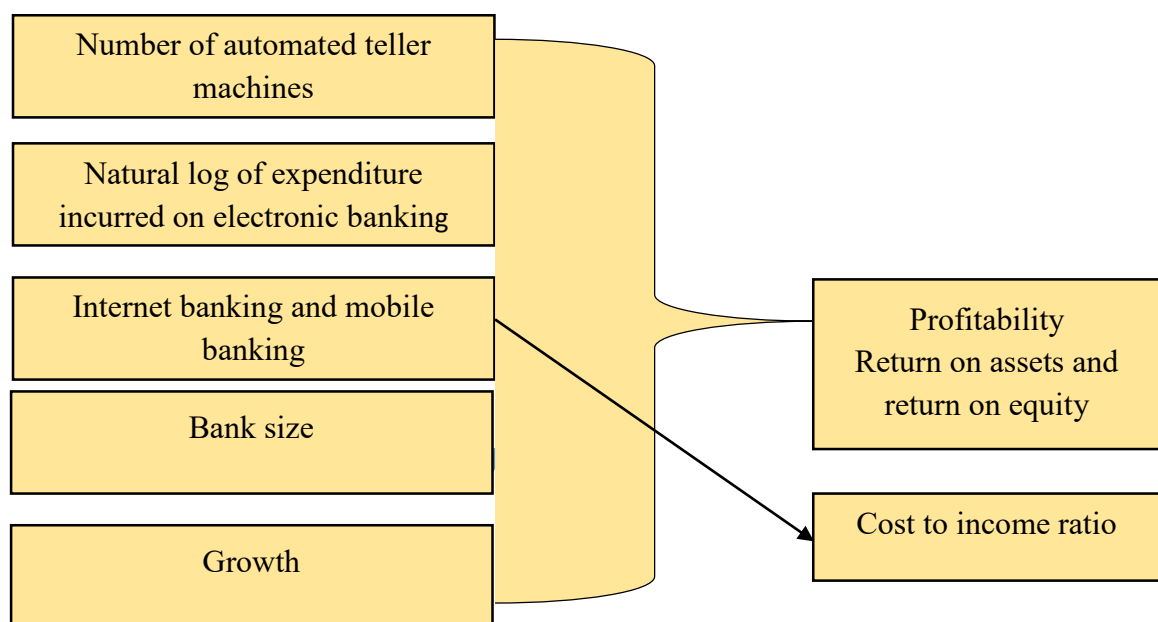 Number of automated teller
machines
Natural log of expenditure
incurred on electronic banking
Internet banking and mobile
banking
Bank size
Growth
Profitability
Return on assets and
return on equity
Cost to income ratio